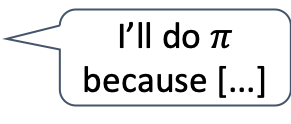 I’ll do 𝜋
because [...]